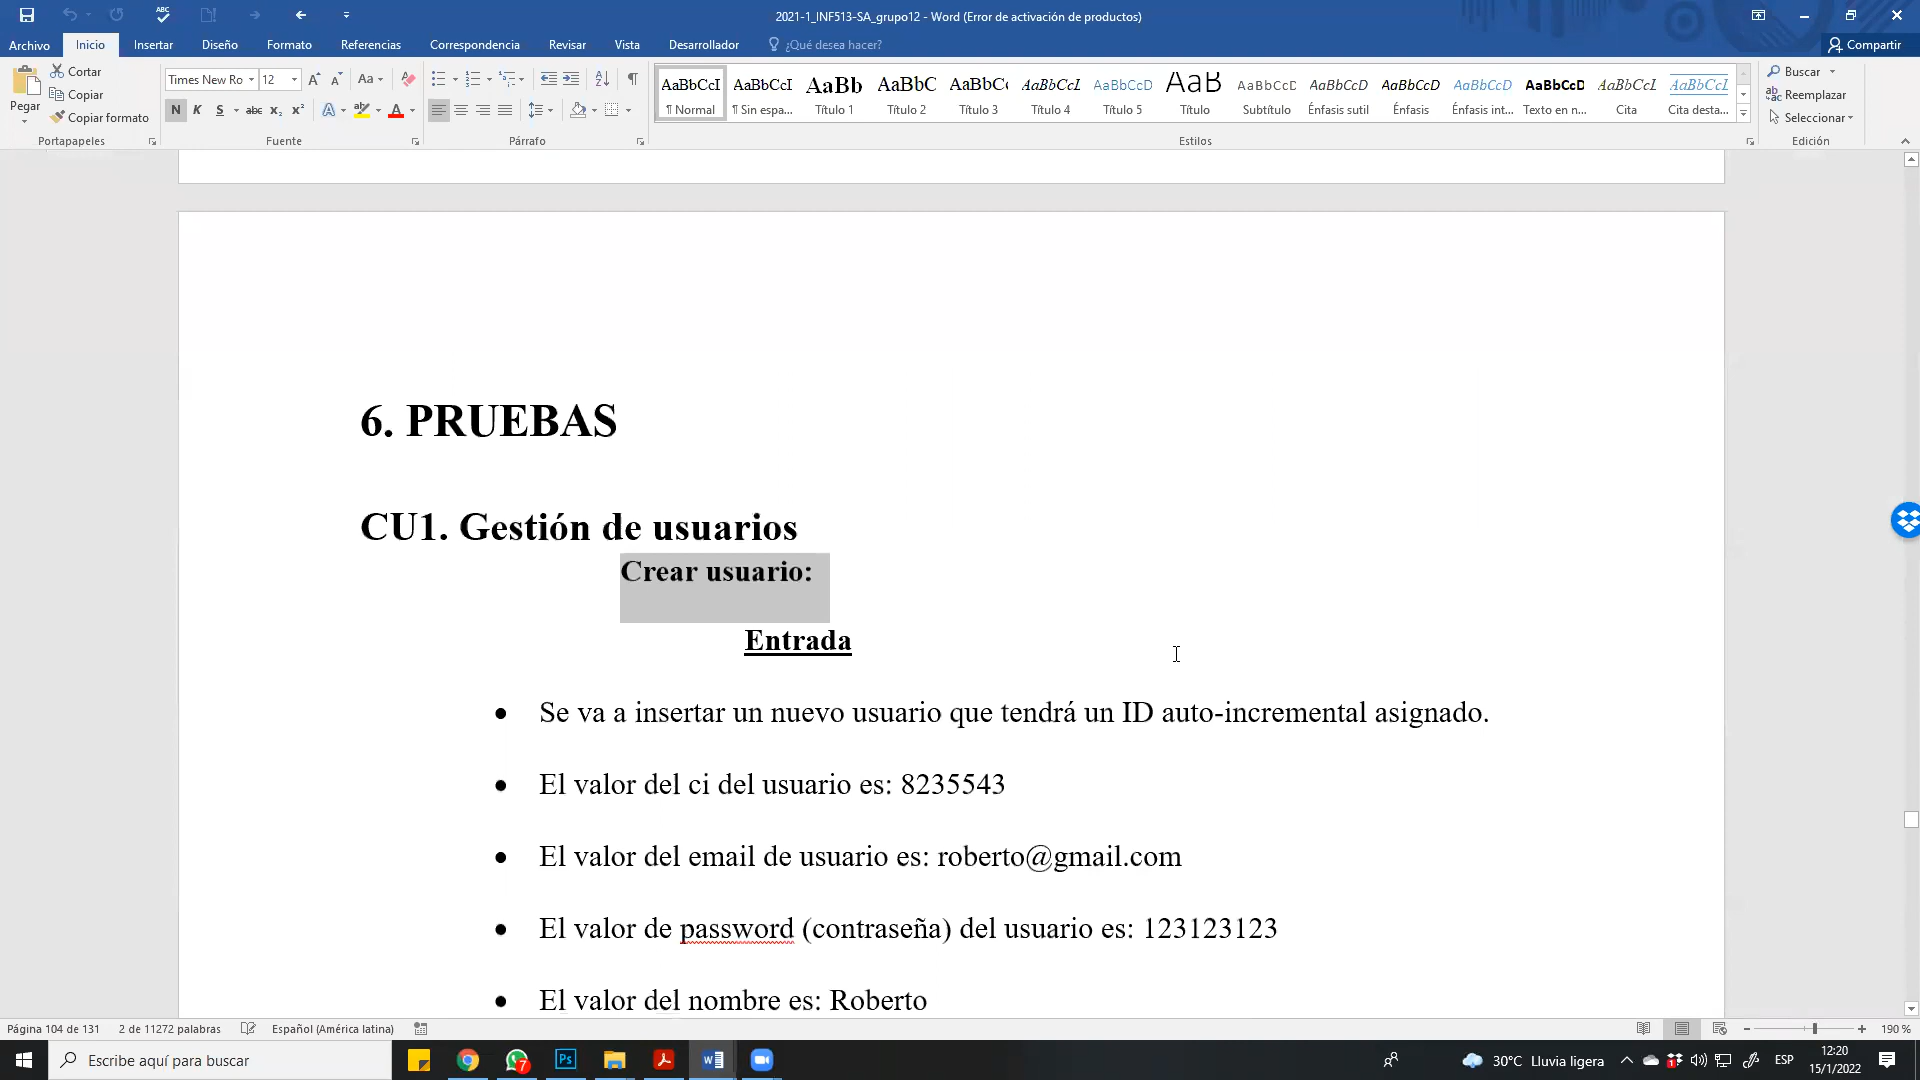 2021-1_INF513-SA_grupo12 - Word (Error de activación de productos)
Archivo Inicio Insertar Diseño Formato Referencias Correspondencia Revisar Vista Desarrollador ¿Qué desea hacer? Compartir
Pegar
Cortar
Copiar
Copiar formato
Portapapeles
Times New Ro 12
Aa
N K S abc x₂ x² A A
Fuente
Párrafo
AaBbCcI AaBbCcI AaBb AaBbC AaBbC AaBbCcI AaBbCcD AaB AaBbCcD AaBbCcD AaBbCcD AaBbCcD AaBbCcD AaBbCcI AaBbCcI
¶ Normal ¶ Sin espa... Título 1 Título 2 Título 3 Título 4 Título 5 Título Subtítulo Énfasis sutil Énfasis Énfasis int... Texto en n... Cita Cita desta...
Estilos
Buscar
Reemplazar
Seleccionar
Edición
6. PRUEBAS
CU1. Gestión de usuarios
Crear usuario:
Entrada
• Se va a insertar un nuevo usuario que tendrá un ID auto-incremental asignado.
• El valor del ci del usuario es: 8235543
• El valor del email de usuario es: roberto@gmail.com
• El valor de password (contraseña) del usuario es: 123123123
• El valor del nombre es: Roberto
Página 104 de 131 2 de 11272 palabras Español (América latina) 190 %
Escribe aquí para buscar
7
Ps
30°C Lluvia ligera
ESP
12:20
15/1/2022